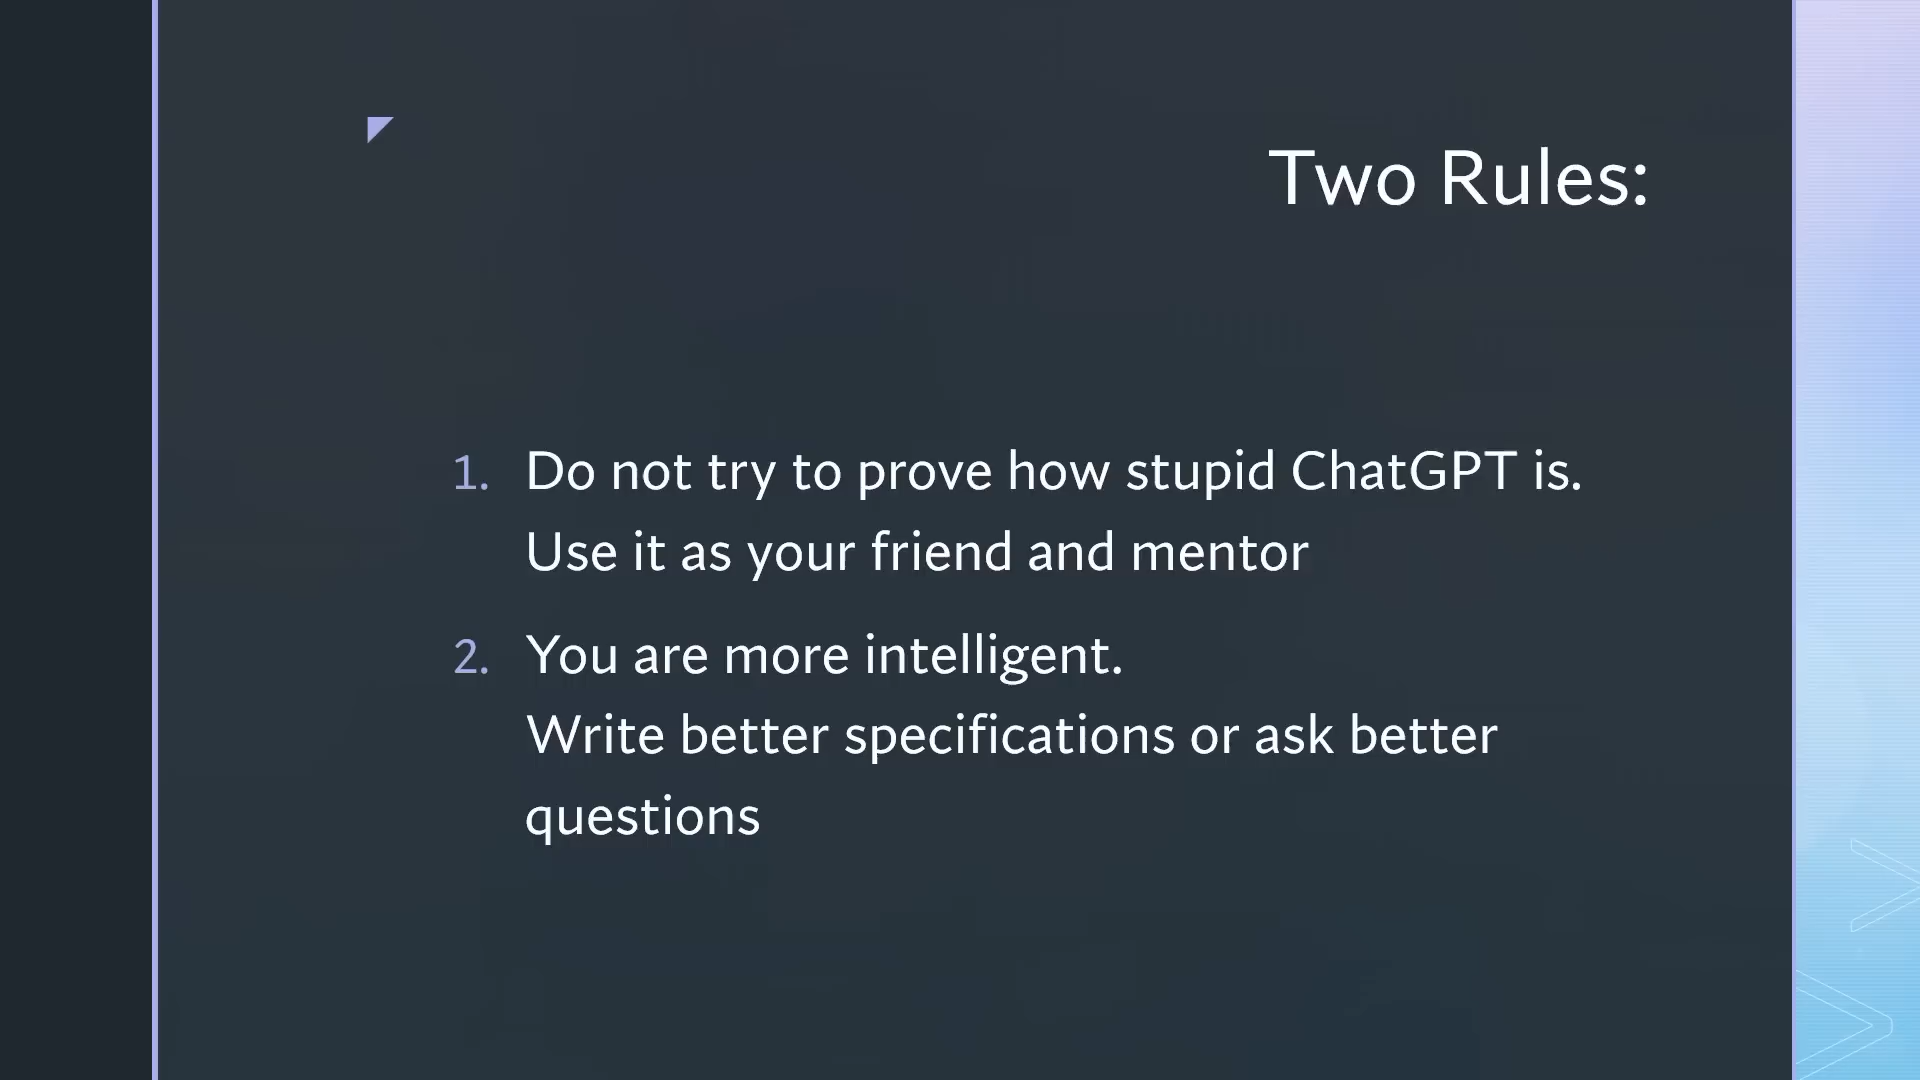 Two Rules:
1. Do not try to prove how stupid ChatGPT is.
Use it as your friend and mentor
2. You are more intelligent.
Write better specifications or ask better
questions